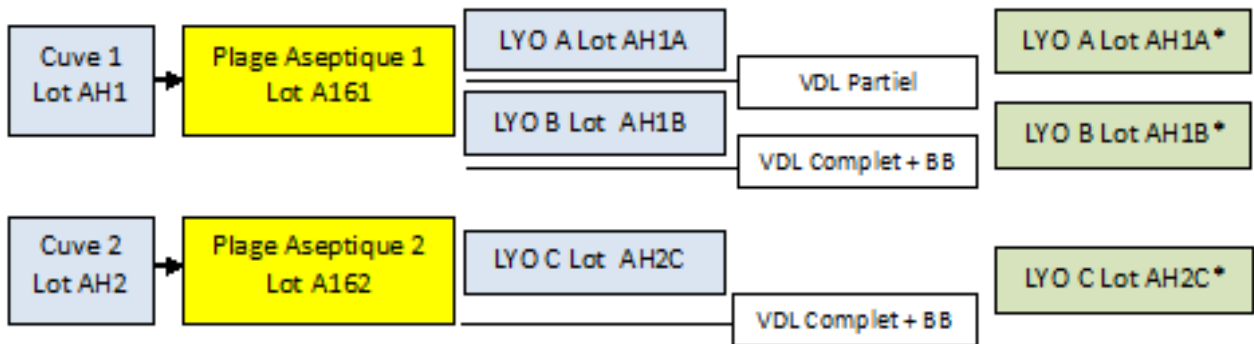 Cuve 1
Lot AH1
Plage Aseptique 1
Lot A161
LYO A Lot AH1A
VDL Partiel
LYO B Lot AH1B
VDL Complet + BB
LYO A Lot AH1A*
LYO B Lot AH1B*
Cuve 2
Lot AH2
Plage Aseptique 2
Lot A162
LYO C Lot AH2C
VDL Complet + BB
LYO C Lot AH2C*